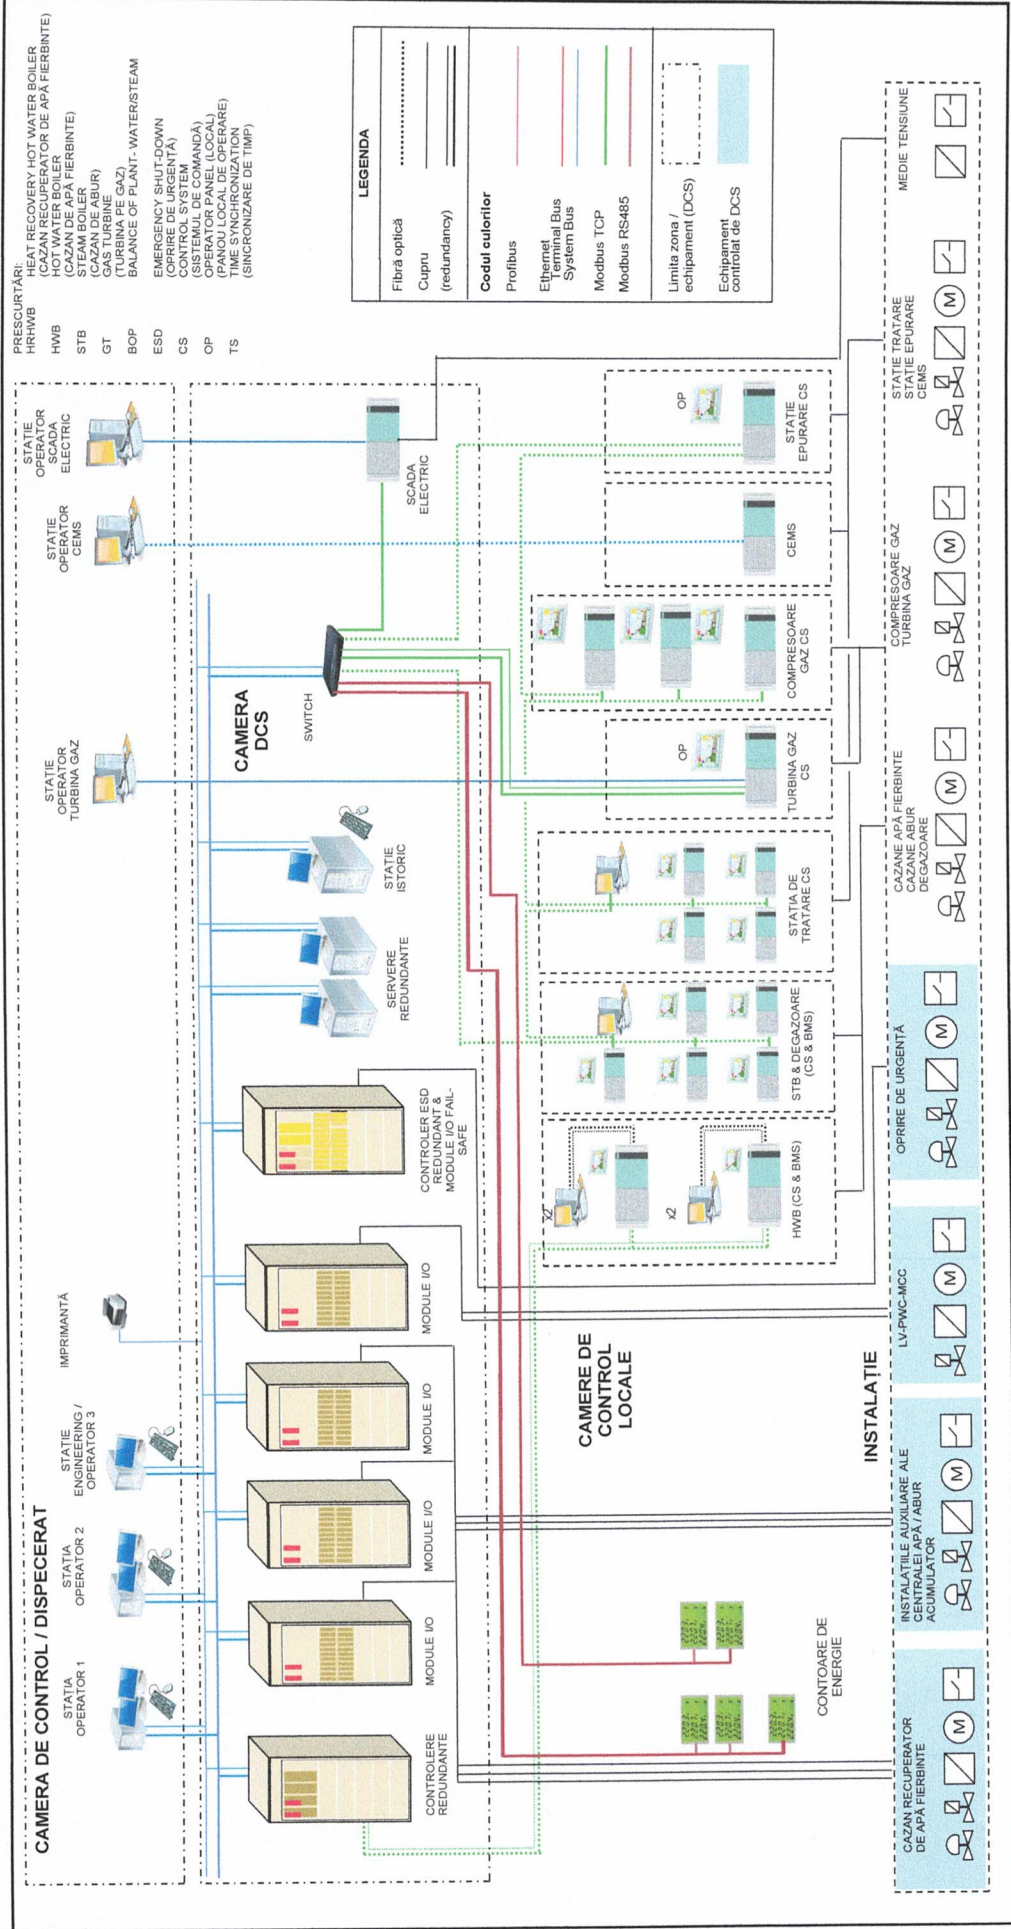 CAMERA DE CONTROL / DISPECERAT
STAȚIA
OPERATOR 1
STAȚIA
OPERATOR 2
STAȚIE
ENGINEERING /
OPERATOR 3
IMPRIMANTĂ
STAȚIE
OPERATOR
TURBINA GAZ
STAȚIE
OPERATOR
CEMS
STAȚIE
OPERATOR
SCADA
ELECTRIC
PRESCURTĂRI:
HRHWB HEAT RECOVERY HOT WATER BOILER
(CAZAN RECUPERATOR DE APĂ FIERBINTE)
HWB HOT WATER BOILER
(CAZAN DE APĂ FIERBINTE)
STB STEAM BOILER
(CAZAN DE ABUR)
GT GAS TURBINE
(TURBINA PE GAZ)
BOP BALANCE OF PLANT- WATER/STEAM
ESD EMERGENCY SHUT-DOWN
(OPRIRE DE URGENȚĂ)
CS CONTROL SYSTEM
(SISTEMUL DE COMANDĂ)
OP OPERATOR PANEL (LOCAL)
(PANOU LOCAL DE OPERARE)
TS TIME SYNCHRONIZATION
(SINCRONIZARE DE TIMP)
CONTROLERE
REDUNDANTE
MODULE I/O
MODULE I/O
MODULE I/O
MODULE I/O
CONTROLER ESD
REDUNDANT &
MODULE I/O FAIL-
SAFE
SERVERE
REDUNDANTE
STAȚIE
ISTORIC
CAMERA
DCS
SWITCH
SCADA
ELECTRIC
LEGENDA
Fibră optică
Cupru
(redundancy)
Codul culorilor
Profibus
Ethernet
Terminal Bus
System Bus
Modbus TCP
Modbus RS485
Limita zona /
echipament (DCS)
Echipament
controlat de DCS
CAMERE DE
CONTROL
LOCALE
x2
x2
HWB (CS & BMS)
STB & DEGAZOARE
(CS & BMS)
STAȚIA DE
TRATARE CS
OP
TURBINA GAZ
CS
COMPRESOARE
GAZ CS
CEMS
OP
STAȚIE
EPURARE CS
CONTOARE DE
ENERGIE
INSTALAȚIE
CAZAN RECUPERATOR
DE APĂ FIERBINTE
M
INSTALAȚIILE AUXILIARE ALE
CENTRALEI APĂ / ABUR
ACUMULATOR
M
LV-PWC-MCC
M
OPRIRE DE URGENȚĂ
M
CAZANE APĂ FIERBINTE
CAZANE ABUR
DEGAZOARE
M
COMPRESOARE GAZ
TURBINA GAZ
M
STAȚIE TRATARE
STATIE EPURARE
CEMS
M
MEDIE TENSIUNE